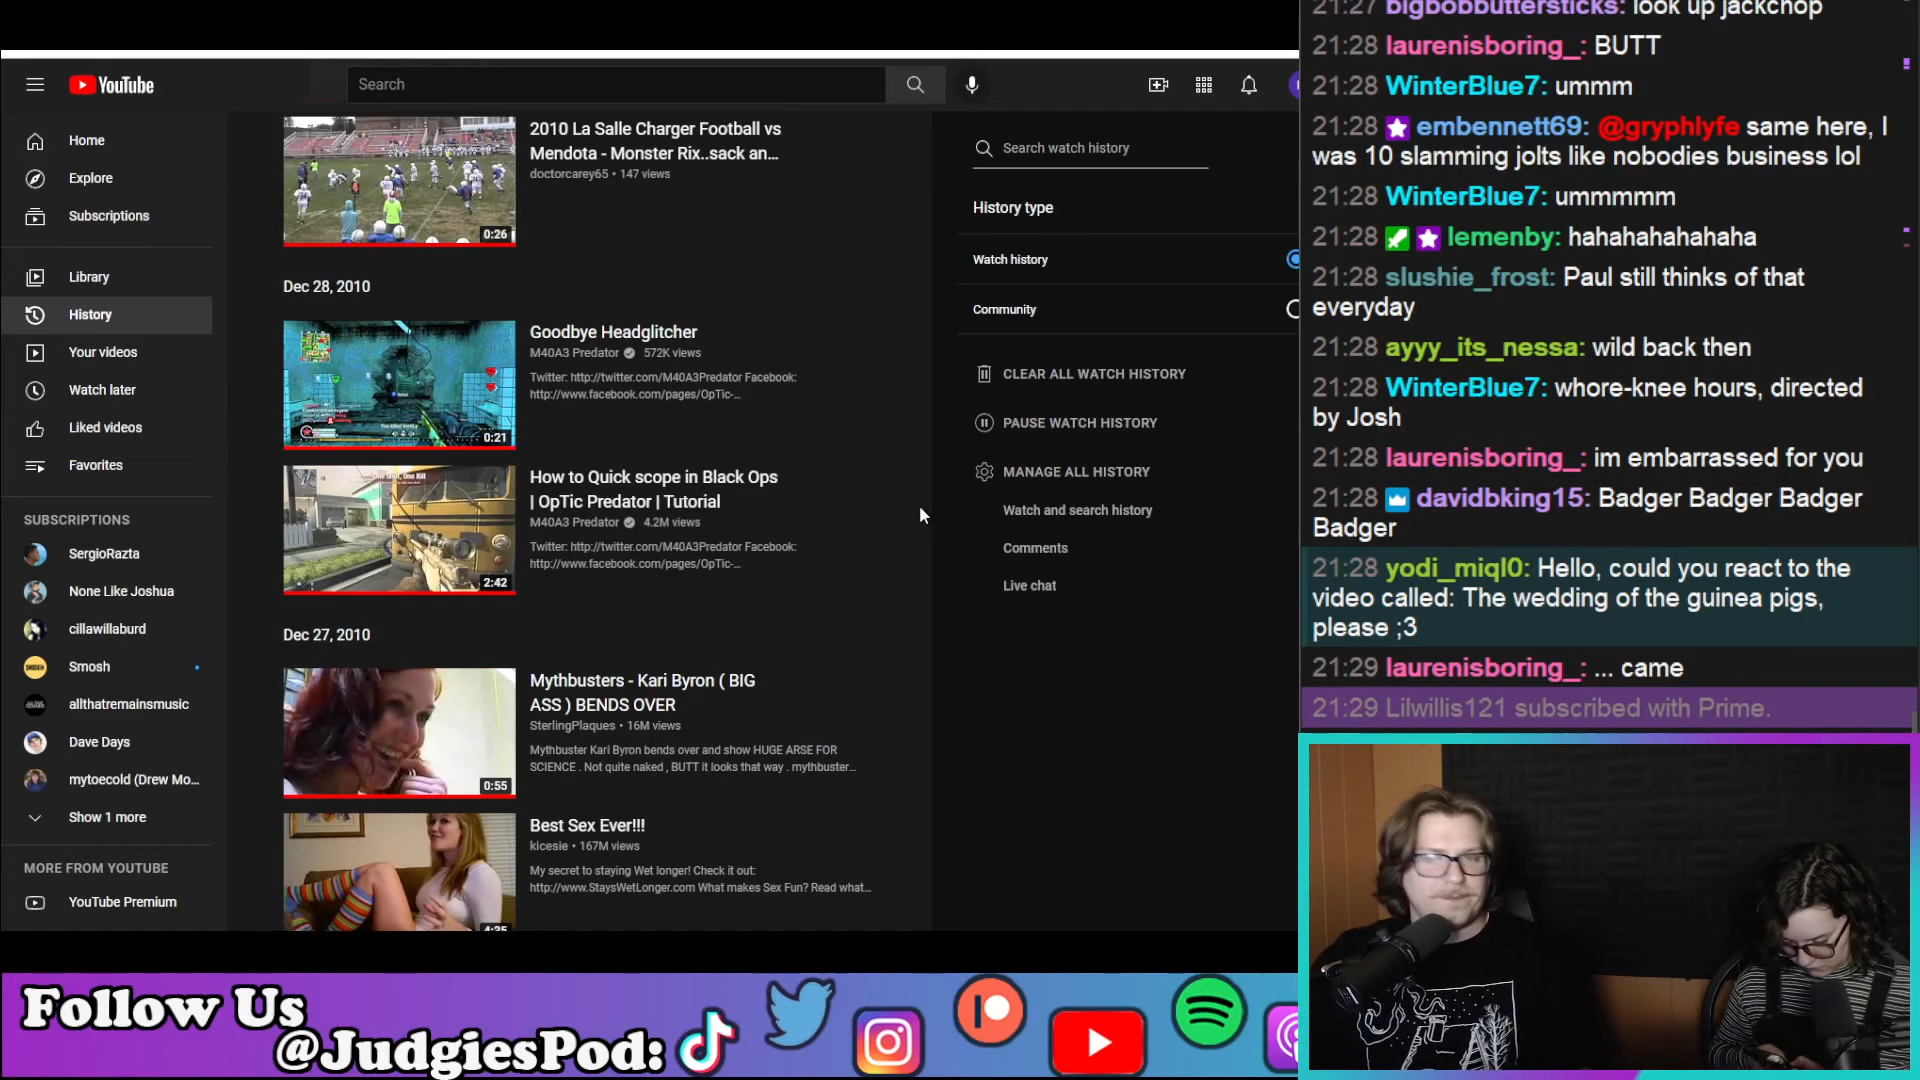 YouTube
Search
Home
Explore
Subscriptions
Library
History
Your videos
Watch later
Liked videos
Favorites
SUBSCRIPTIONS
SergioRazta
None Like Joshua
cillawillaburd
Smosh
allthatremainsmusic
Dave Days
mytoecold (Drew Mo...
Show 1 more
MORE FROM YOUTUBE
YouTube Premium
2010 La Salle Charger Football vs
Mendota - Monster Rix..sack an...
doctorcarey65 • 147 views
0:26
Dec 28, 2010
Goodbye Headglitcher
M40A3 Predator 572K views
Twitter: http://twitter.com/M40A3Predator Facebook:
http://www.facebook.com/pages/OpTic-...
0:21
How to Quick scope in Black Ops
| OpTic Predator | Tutorial
M40A3 Predator 4.2M views
Twitter: http://twitter.com/M40A3Predator Facebook:
http://www.facebook.com/pages/OpTic-...
2:42
Dec 27, 2010
Mythbusters - Kari Byron ( BIG
ASS ) BENDS OVER
SterlingPlaques • 16M views
Mythbuster Kari Byron bends over and show HUGE ARSE FOR
SCIENCE . Not quite naked , BUTT it looks that way . mythbuster...
0:55
Best Sex Ever!!!
kicesie • 167M views
My secret to staying Wet longer! Check it out:
http://www.StaysWetLonger.com What makes Sex Fun? Read what...
4:35
Search watch history
History type
Watch history
Community
CLEAR ALL WATCH HISTORY
PAUSE WATCH HISTORY
MANAGE ALL HISTORY
Watch and search history
Comments
Live chat
21:27 bigbobbuttersticks: look up jackchop
21:28 laurenisboring_: BUTT
21:28 WinterBlue7: ummm
21:28 embennett69: @gryphlyfe same here, I
was 10 slamming jolts like nobodies business lol
21:28 WinterBlue7: ummmmm
21:28 lemenby: hahahahahahaha
21:28 slushie_frost: Paul still thinks of that
everyday
21:28 ayyy_its_nessa: wild back then
21:28 WinterBlue7: whore-knee hours, directed
by Josh
21:28 laurenisboring_: im embarrassed for you
21:28 davidbking15: Badger Badger Badger
Badger
21:28 yodi_miql0: Hello, could you react to the
video called: The wedding of the guinea pigs,
please ;3
21:29 laurenisboring_: ... came
21:29 Lilwillis121 subscribed with Prime.
Follow Us
@JudgiesPod: